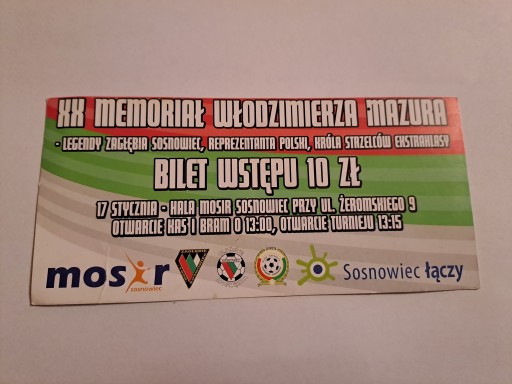 XX MEMORIAŁ WŁODZIMIERZA MAZURA
- LEGENDY ZAGŁĘBIA SOSNOWIEC, REPREZENTANTA POLSKI, KRÓLA STRZELCÓW EKSTRAKLASY
BILET WSTĘPU 10 ZŁ
17 STYCZNIA - HALA MOSIR SOSNOWIEC PRZY UL. ŻEROMSKIEGO 9
OTWARCIE KAS I BRAM O 13:00, OTWARCIE TURNIEJU 13:15
mosir
sosnowiec
Sosnowiec łączy